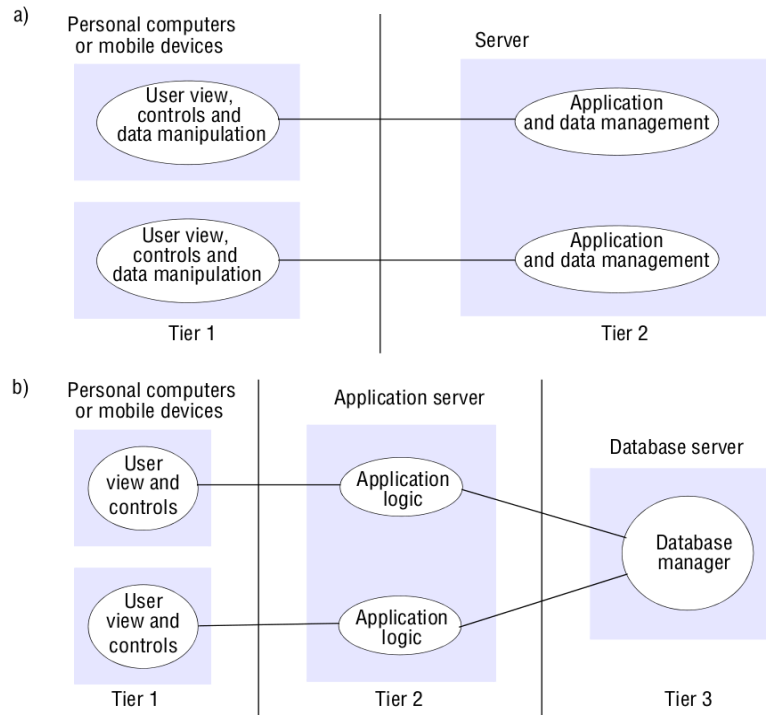 a)
Personal computers
or mobile devices
Server
User view,
controls and
data manipulation
Application
and data management
User view,
controls and
data manipulation
Application
and data management
Tier 1
Tier 2
b)
Personal computers
or mobile devices
Application server
Database server
User
view and
controls
Application
logic
Database
manager
User
view and
controls
Application
logic
Tier 1
Tier 2
Tier 3